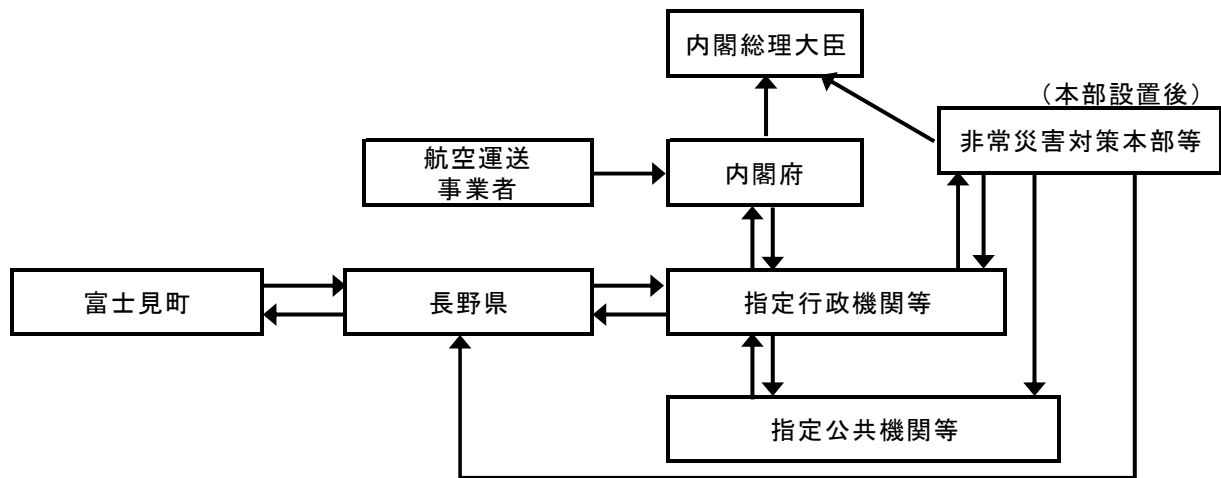 内閣総理大臣
（本部設置後）
非常災害対策本部等
航空運送
事業者
内閣府
富士見町
長野県
指定行政機関等
指定公共機関等